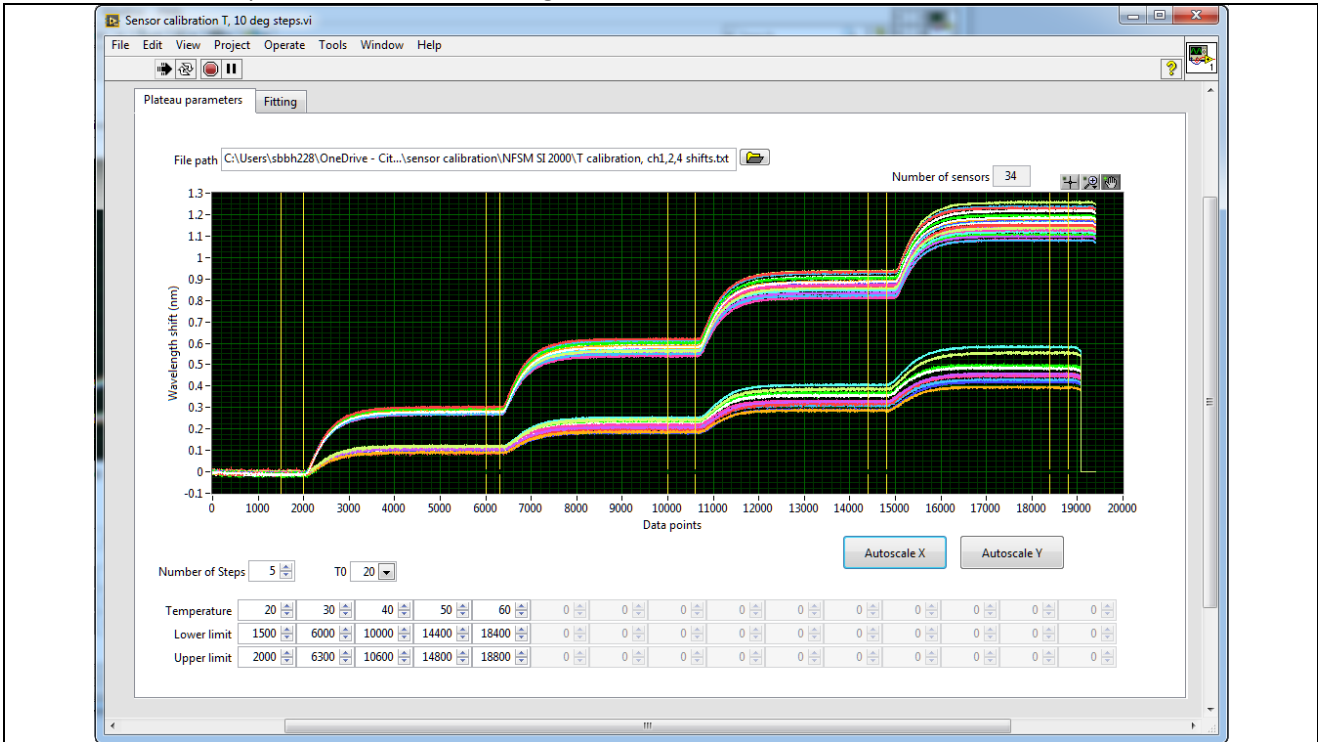 Sensor calibration T, 10 deg steps.vi
File Edit View Project Operate Tools Window Help
1
Plateau parameters Fitting
File path C:\Users\sbbh228\OneDrive - Cit...\sensor calibration\NFSM SI 2000\T calibration, ch1,2,4 shifts.txt
Number of sensors 34
1.3
1.2
1.1
1
0.9
0.8
0.7
0.6
0.5
0.4
0.3
0.2
0.1
0
-0.1
Wavelength shift (nm)
0 1000 2000 3000 4000 5000 6000 7000 8000 9000 10000 11000 12000 13000 14000 15000 16000 17000 18000 19000 20000
Data points
Autoscale X Autoscale Y
Number of Steps 5 T0 20
Temperature 20 30 40 50 60 0 0 0 0 0 0 0 0
Lower limit 1500 6000 10000 14400 18400 0 0 0 0 0 0 0 0
Upper limit 2000 6300 10600 14800 18800 0 0 0 0 0 0 0 0